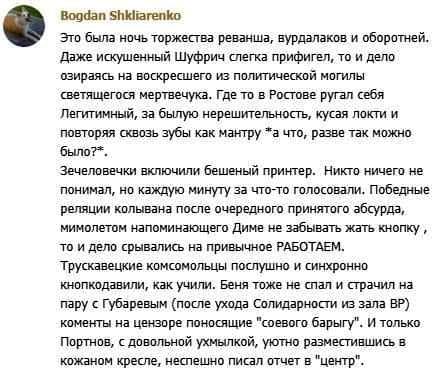 Bogdan Shkliarenko
Это была ночь торжества реванша, вурдалаков и оборотней.
Даже искушенный Шуфрич слегка прифигел, то и дело
озираясь на воскресшего из политической могилы
светящегося мертвечука. Где то в Ростове ругал себя
Легитимный, за былую нерешительность, кусая локти и
повторяя сквозь зубы как мантру *а что, разве так можно
было?*.
Зечеловечки включили бешеный принтер.  Никто ничего не
понимал, но каждую минуту за что-то голосовали. Победные
реляции колывана после очередного принятого абсурда,
мимолетом напоминающего Диме не забывать жать кнопку ,
то и дело срывались на привычное РАБОТАЕМ.
Трускавецкие комсомольцы послушно и синхронно
кнопкодавили, как учили. Беня тоже не спал и страчил на
пару с Губаревым (после ухода Солидарности из зала ВР)
коменты на цензоре поносящие "соевого барыгу". И только
Портнов, с довольной ухмылкой, уютно разместившись в
кожаном кресле, неспешно писал отчет в "центр".